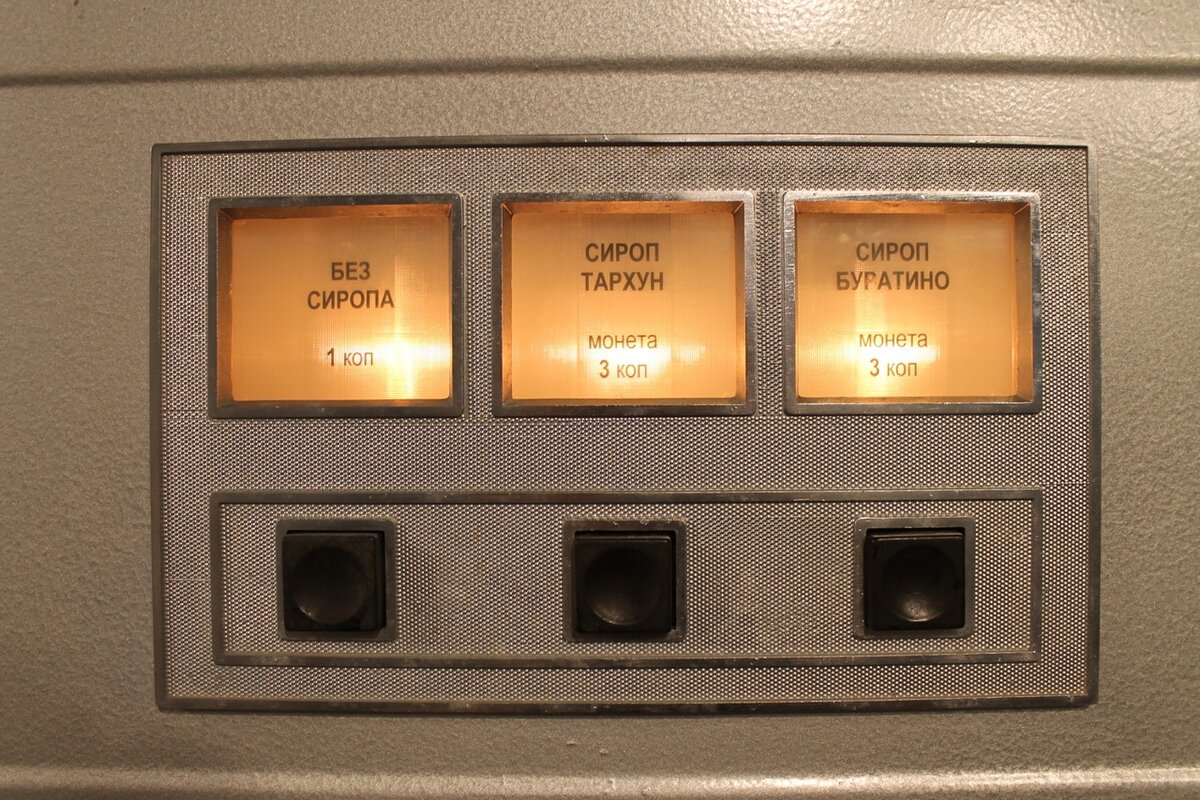 БЕЗ
СИРОПА
1 коп
СИРОП
ТАРХУН
монета
3 коп
СИРОП
БУРАТИНО
монета
3 коп